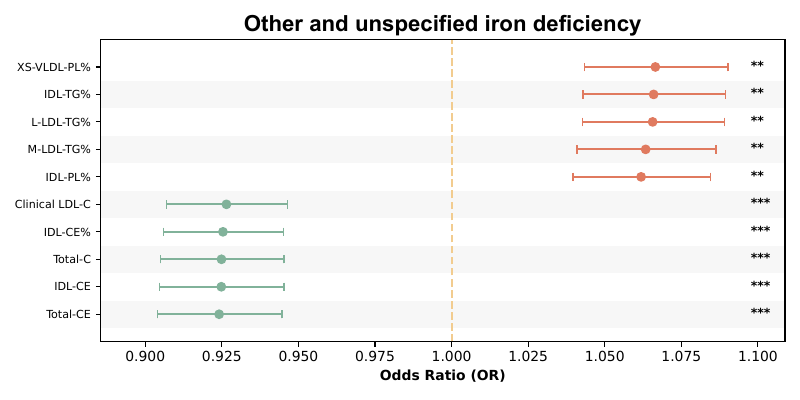 Other and unspecified iron deficiency
XS-VLDL-PL% **
IDL-TG% **
L-LDL-TG% **
M-LDL-TG% **
IDL-PL% **
Clinical LDL-C ***
IDL-CE% ***
Total-C ***
IDL-CE ***
Total-CE ***
0.900 0.925 0.950 0.975 1.000 1.025 1.050 1.075 1.100
Odds Ratio (OR)